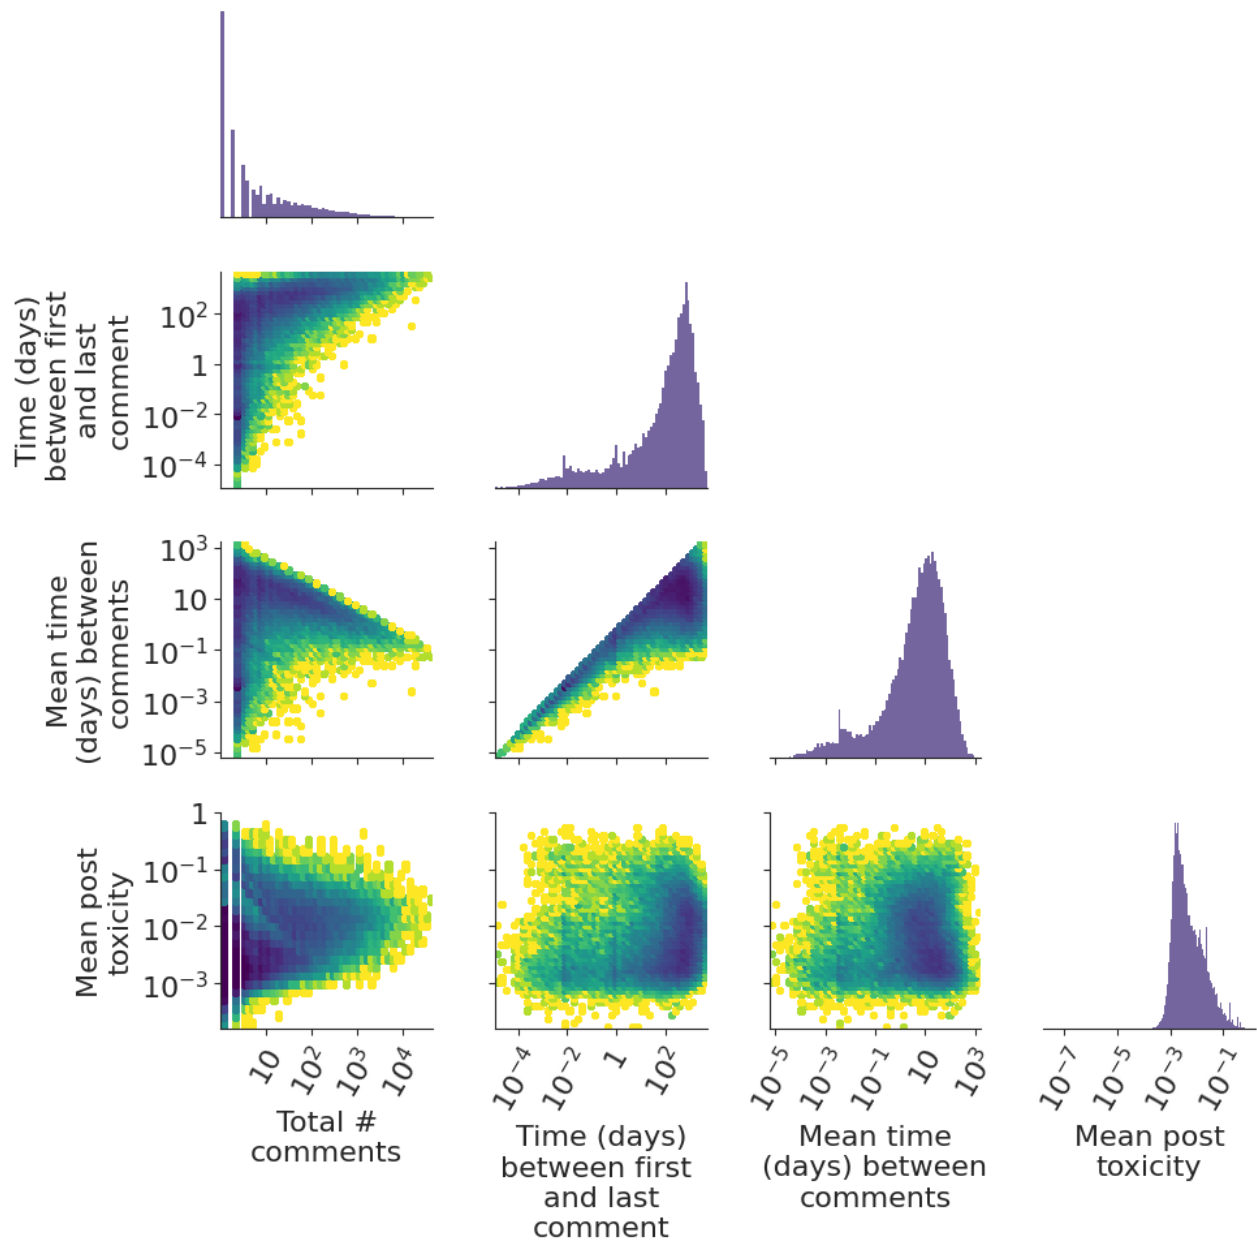 Time (days)
between first
and last
comment
10²
1
10⁻²
10⁻⁴
Mean time
(days) between
comments
10³
10
10⁻¹
10⁻³
10⁻⁵
Mean post
toxicity
1
10⁻¹
10⁻²
10⁻³
10
10²
10³
10⁴
Total #
comments
10⁻⁴
10⁻²
1
10²
Time (days)
between first
and last
comment
10⁻⁵
10⁻³
10⁻¹
10
10³
Mean time
(days) between
comments
10⁻⁷
10⁻⁵
10⁻³
10⁻¹
Mean post
toxicity